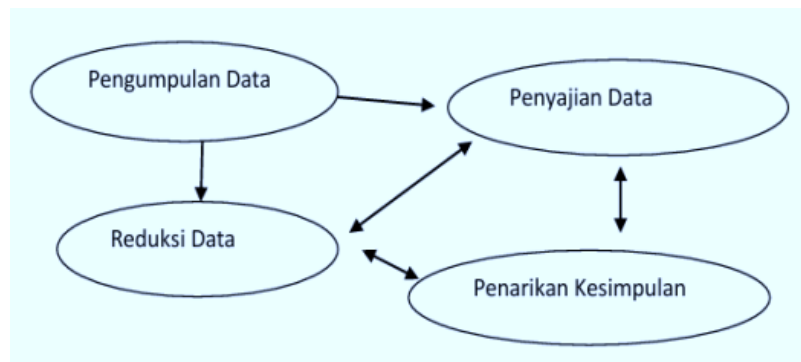 Pengumpulan Data
Penyajian Data
Reduksi Data
Penarikan Kesimpulan